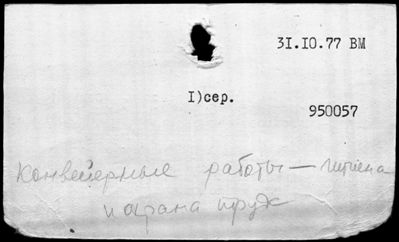 31.10.77 ВМ
I)сер.
950057
Конвейерные работы — гигиена
и охрана труда